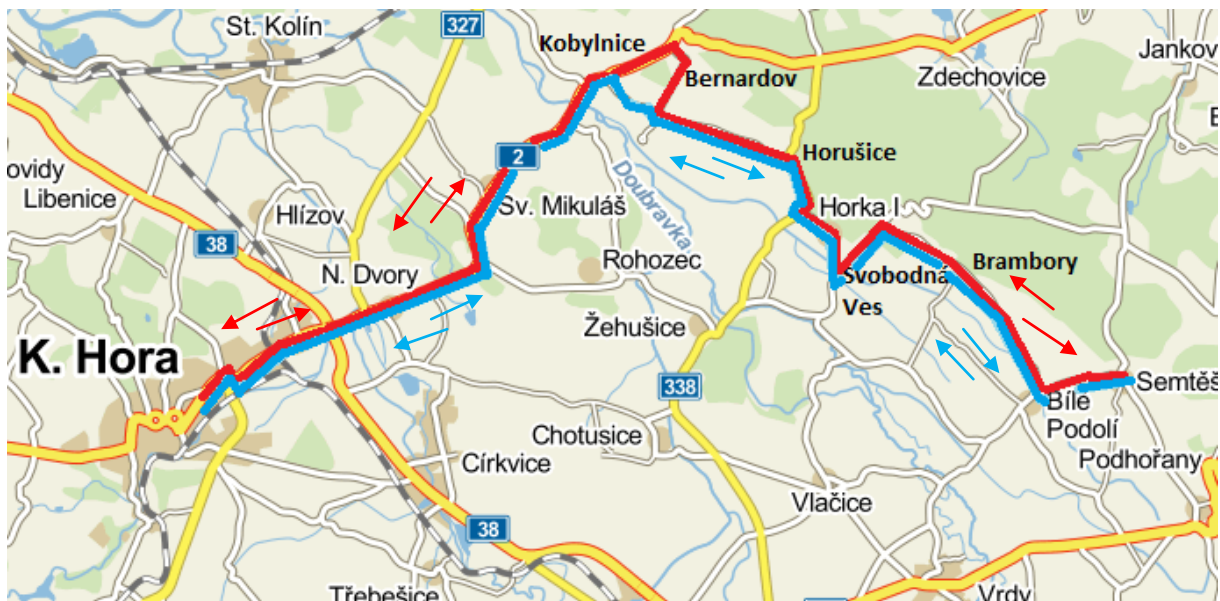 St. Kolín
327
Kobylnice
Jankov
Zdechovice
Bernardov
2
Horušice
ovidy
Libenice
Doubravka
Sv. Mikuláš
Horka I
Hlízov
38
N. Dvory
Rohozec
Svobodná
Ves
Brambory
Žehušice
K. Hora
338
Semtěš
Bíle
Podolí
Chotusice
Podhořany
Církvice
Vlačice
38
Třebešice
Vrdy